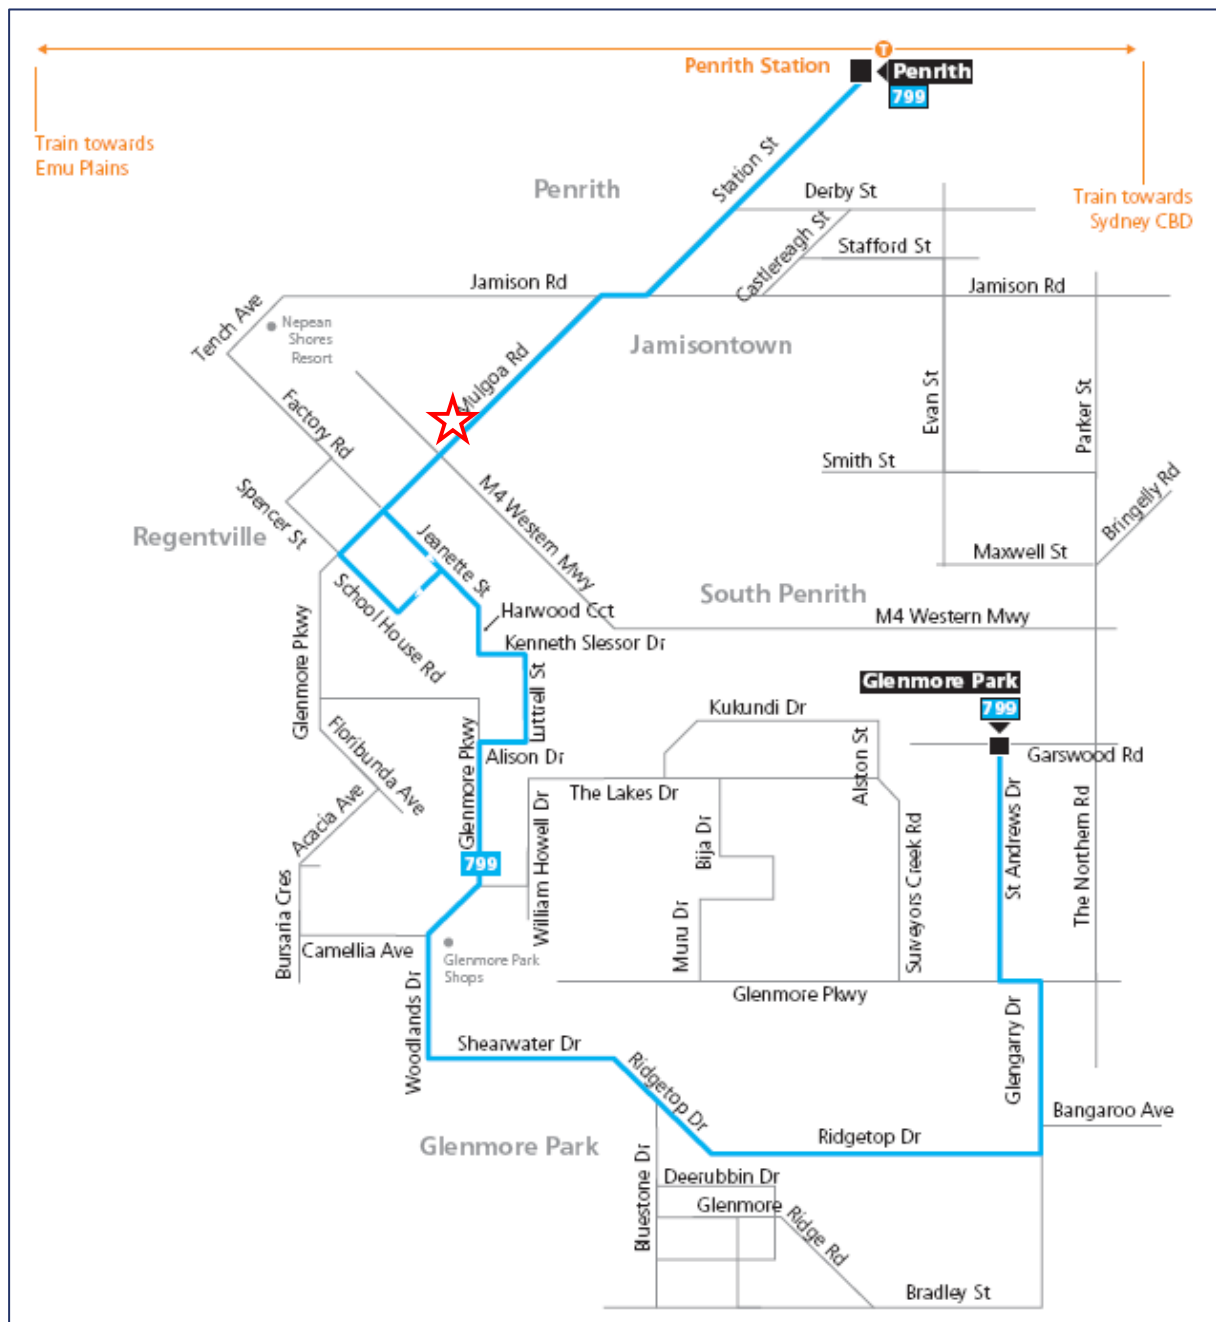 Penrith Station
T
Penrith
799
Train towards
Emu Plains
Train towards
Sydney CBD
Station St
Penrith
Derby St
Castlereagh St
Stafford St
Jamison Rd
Jamison Rd
Tench Ave
Nepean
Shores
Resort
Jamisontown
Mulgoa Rd
Evan St
Parker St
Factory Rd
Smith St
Bringelly Rd
Spencer St
M4 Western Mwy
Regentville
Jeanette St
Maxwell St
School House Rd
South Penrith
Harwood Cct
M4 Western Mwy
Kenneth Slessor Dr
Glenmore Pkwy
Luttrell St
Glenmore Park
799
Kukundi Dr
Floribunda Ave
Glenmore Pkwy
Alison Dr
Alston St
Garswood Rd
The Lakes Dr
Acacia Ave
William Howell Dr
Bija Dr
Surveyors Creek Rd
St Andrews Dr
The Northern Rd
799
Bursaria Cres
Muru Dr
Camellia Ave
Glenmore Park
Shops
Glenmore Pkwy
Woodlands Dr
Shearwater Dr
Ridgetop Dr
Glengarry Dr
Bangaroo Ave
Ridgetop Dr
Glenmore Park
Bluestone Dr
Deerubbin Dr
Glenmore Ridge Rd
Bradley St